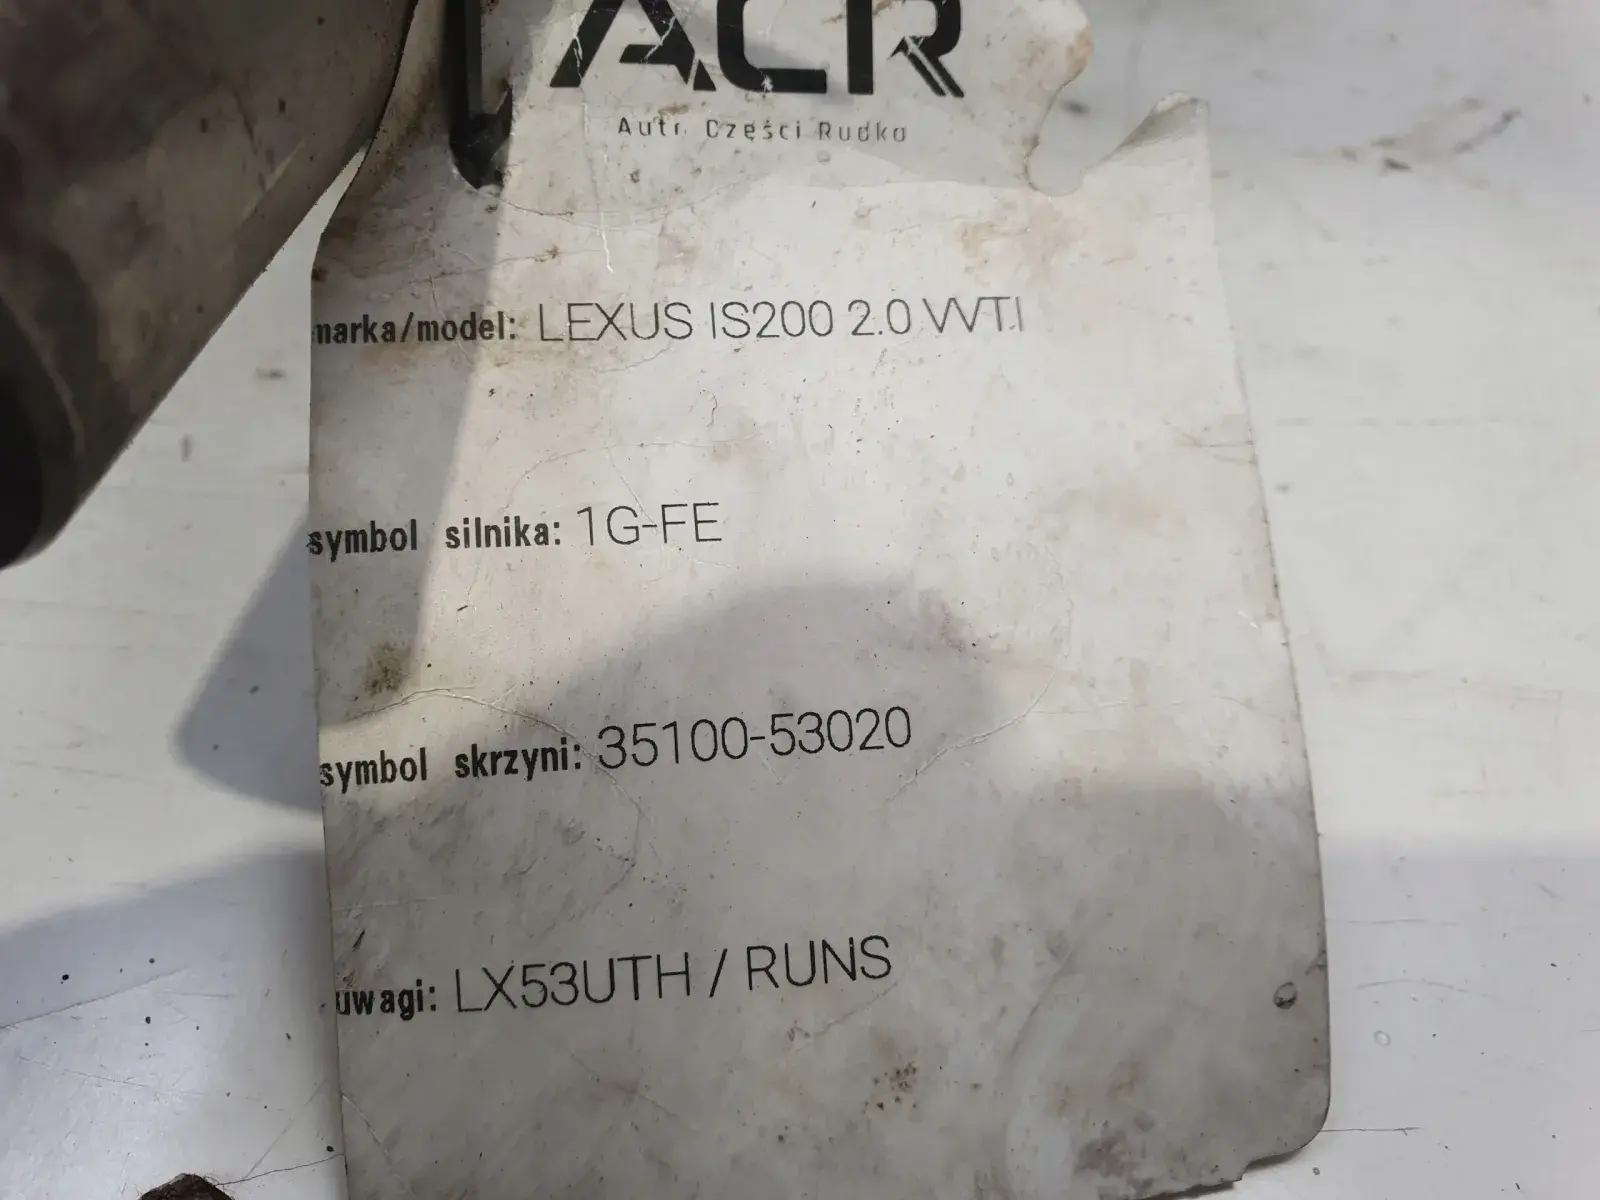 ACR
Auto Części Rudka
marka/model: LEXUS IS200 2.0 VVT.I
symbol silnika: 1G-FE
symbol skrzyni: 35100-53020
uwagi: LX53UTH / RUNS